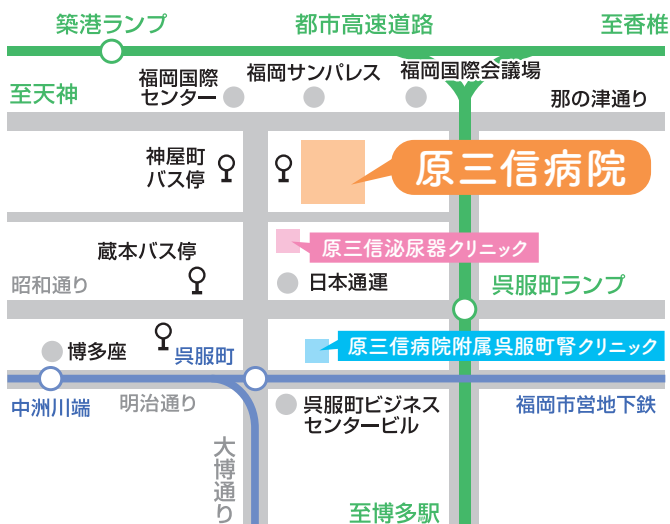 築港ランプ
都市高速道路
至香椎
至天神
福岡国際
センター
福岡サンパレス
福岡国際会議場
那の津通り
神屋町
バス停
原三信病院
蔵本バス停
原三信泌尿器クリニック
昭和通り
日本通運
呉服町ランプ
博多座
呉服町
原三信病院附属呉服町腎クリニック
中洲川端
明治通り
呉服町ビジネス
センタービル
福岡市営地下鉄
大博通り
至博多駅